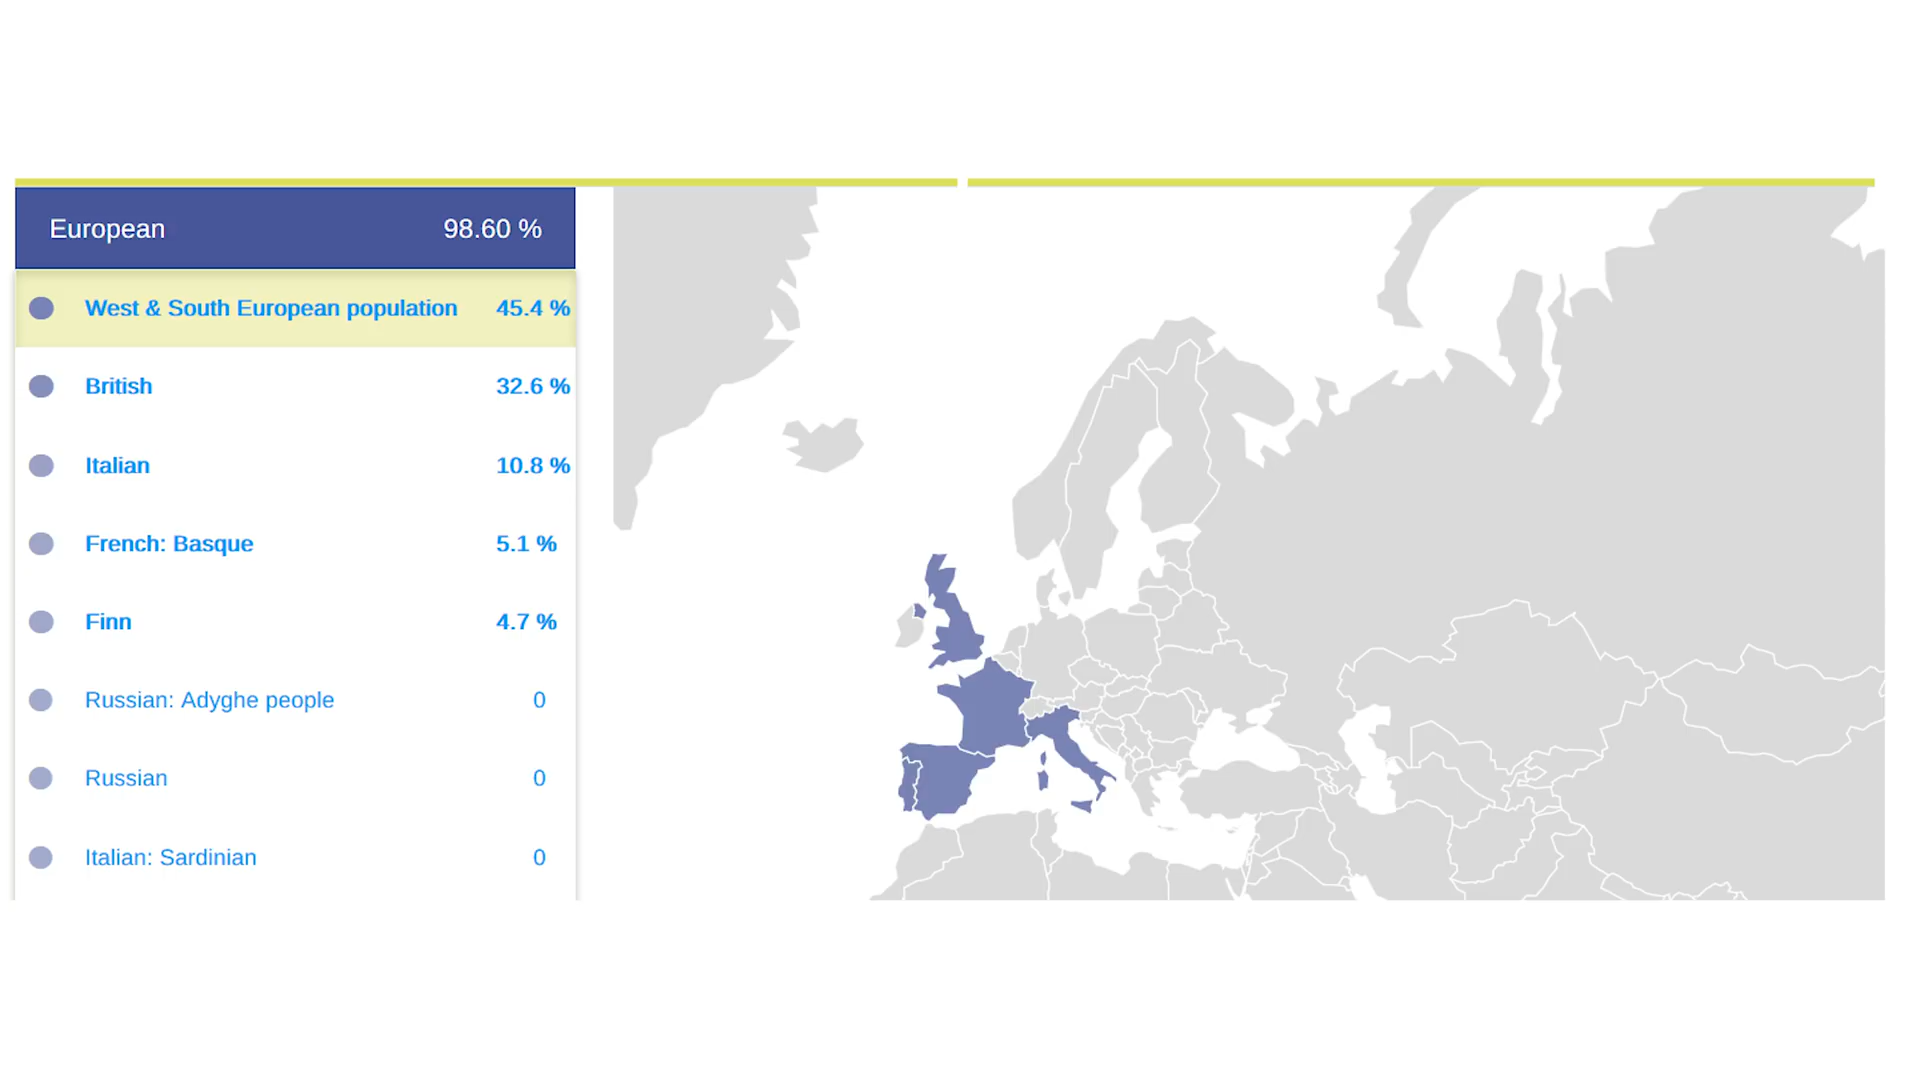 European 98.60 %
West & South European population 45.4 %
British 32.6 %
Italian 10.8 %
French: Basque 5.1 %
Finn 4.7 %
Russian: Adyghe people 0
Russian 0
Italian: Sardinian 0